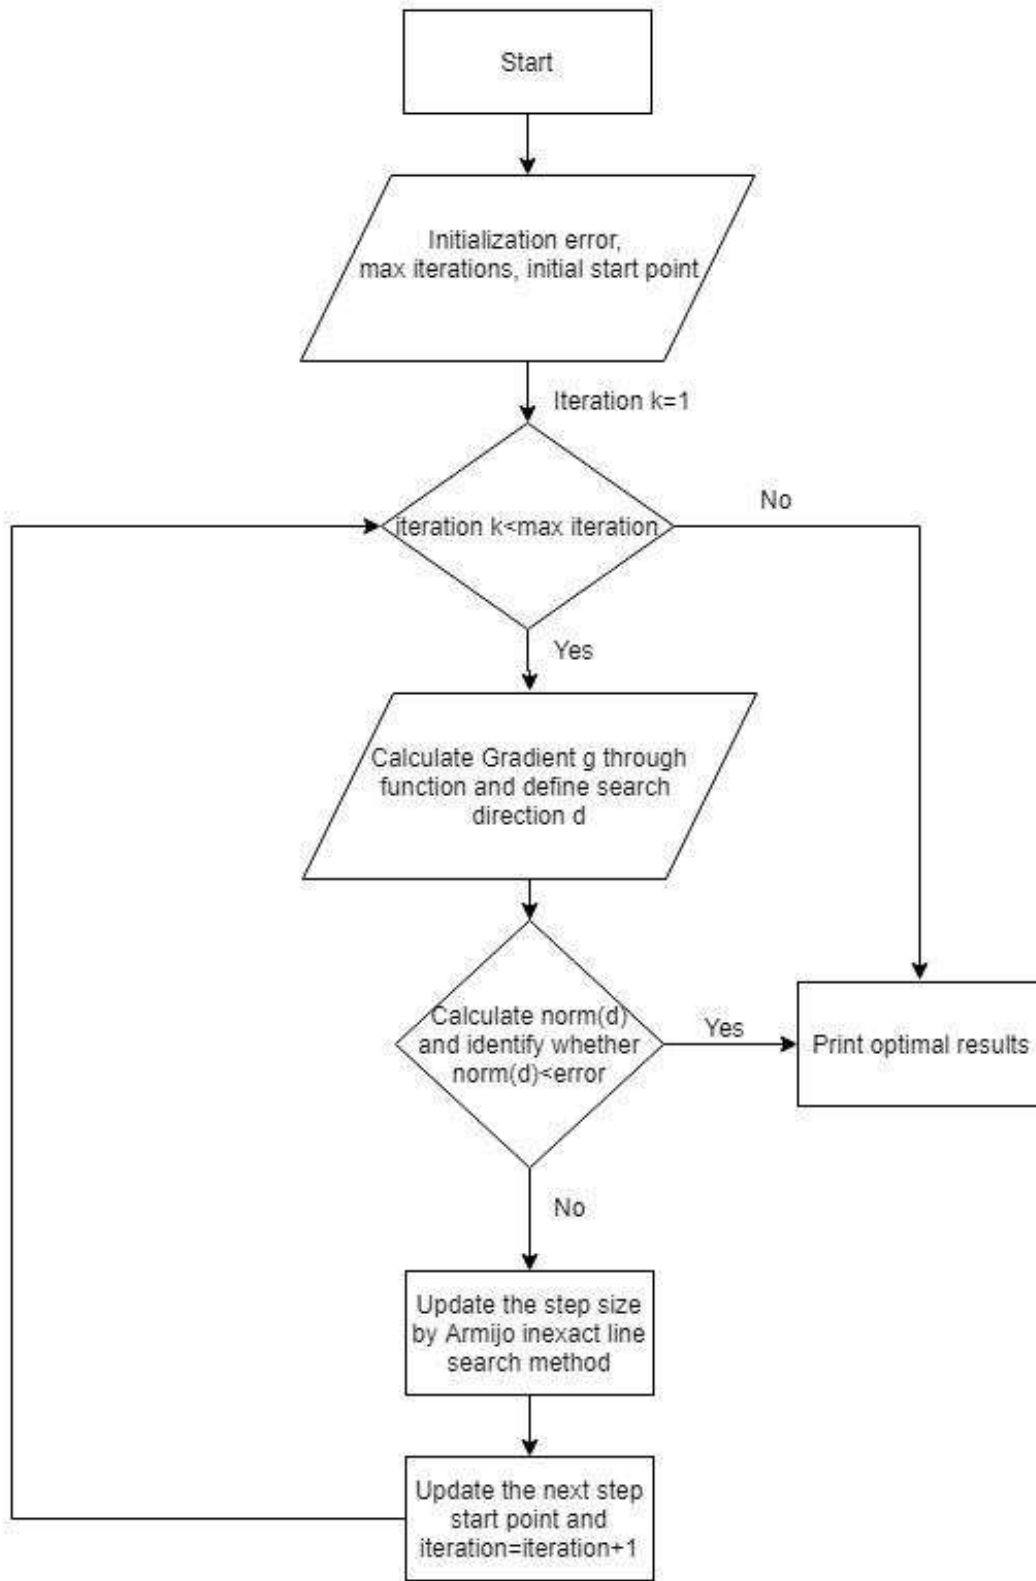 Start
Initialization error,
max iterations, initial start point
Iteration k=1
iteration k<max iteration
No
Yes
Calculate Gradient g through
function and define search
direction d
Calculate norm(d)
and identify whether
norm(d)<error
Yes
Print optimal results
No
Update the step size
by Armijo inexact line
search method
Update the next step
start point and
iteration=iteration+1